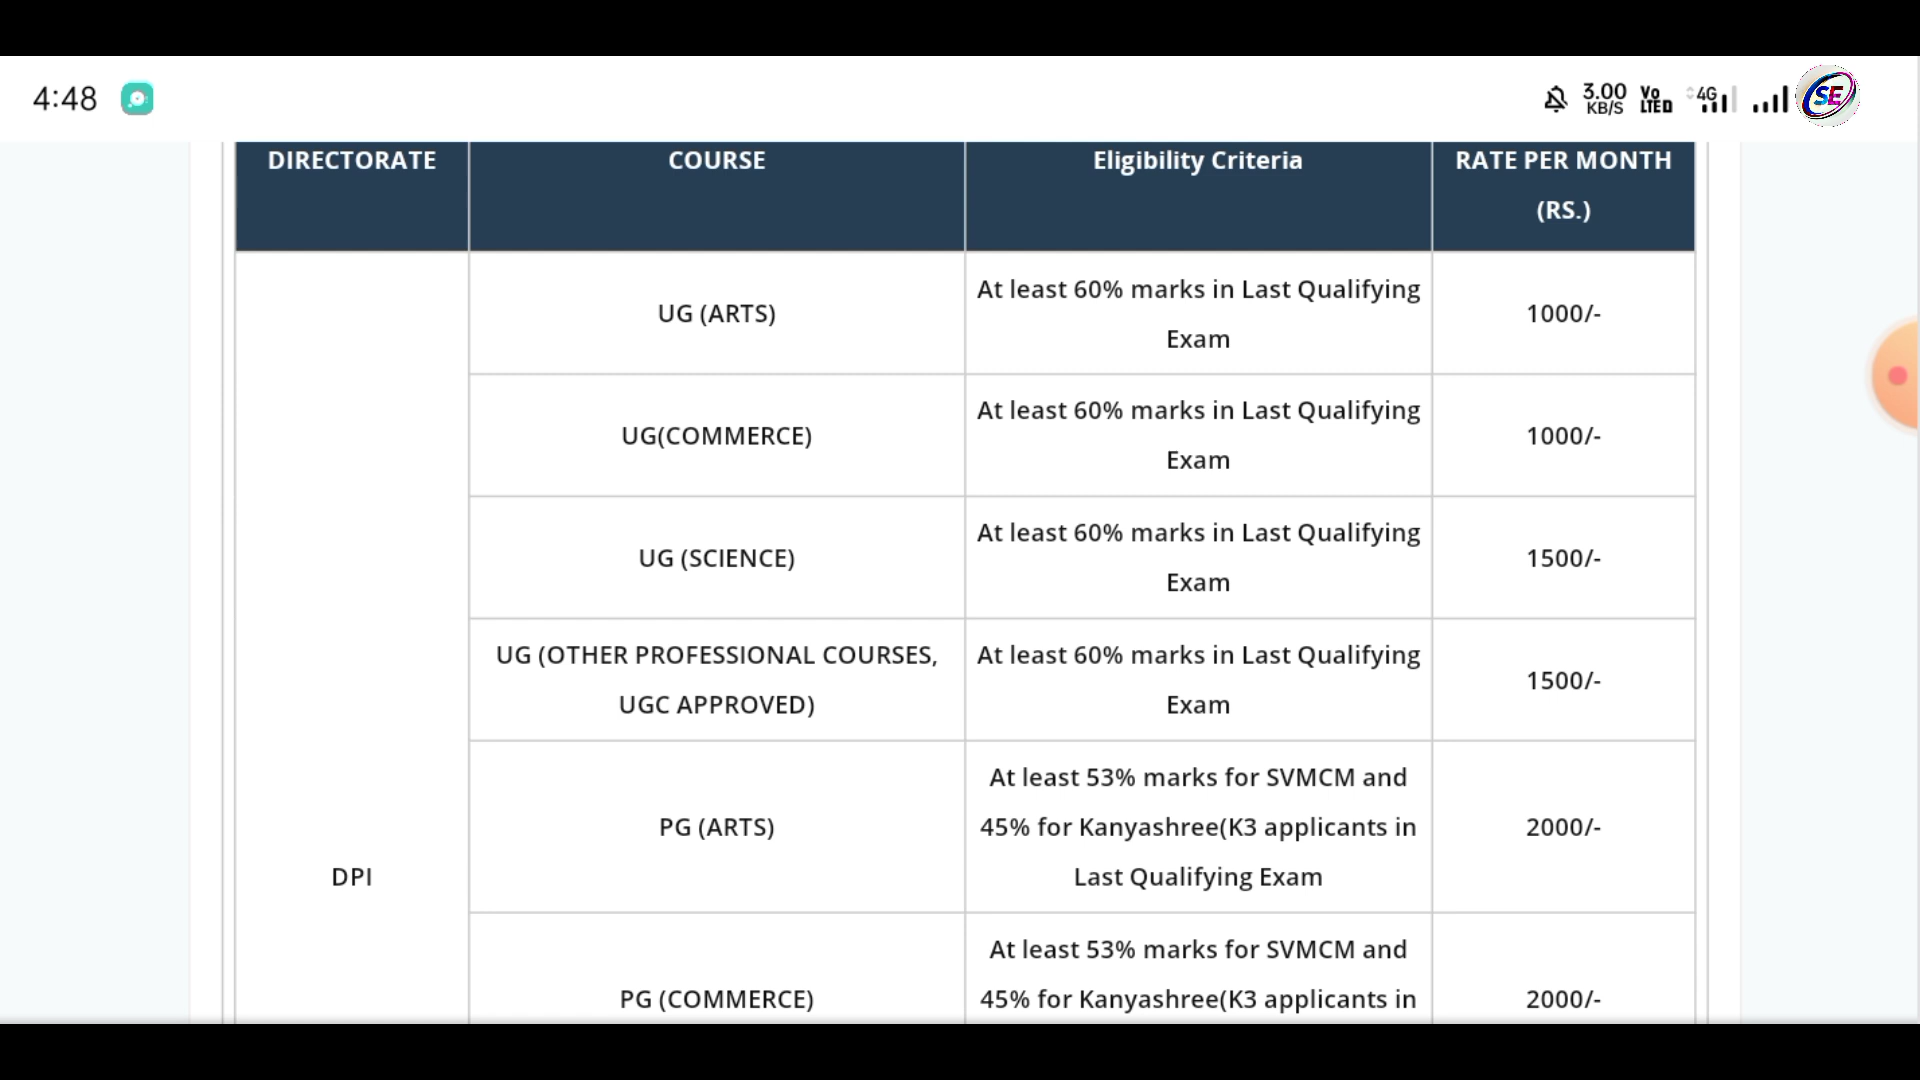 4:48
3.00
KB/S
Vo
LTED
4G
SE
DIRECTORATE
COURSE
Eligibility Criteria
RATE PER MONTH
(RS.)
UG (ARTS)
At least 60% marks in Last Qualifying
Exam
1000/-
UG(COMMERCE)
At least 60% marks in Last Qualifying
Exam
1000/-
UG (SCIENCE)
At least 60% marks in Last Qualifying
Exam
1500/-
UG (OTHER PROFESSIONAL COURSES,
UGC APPROVED)
At least 60% marks in Last Qualifying
Exam
1500/-
DPI
PG (ARTS)
At least 53% marks for SVMCM and
45% for Kanyashree(K3 applicants in
Last Qualifying Exam
2000/-
PG (COMMERCE)
At least 53% marks for SVMCM and
45% for Kanyashree(K3 applicants in
2000/-